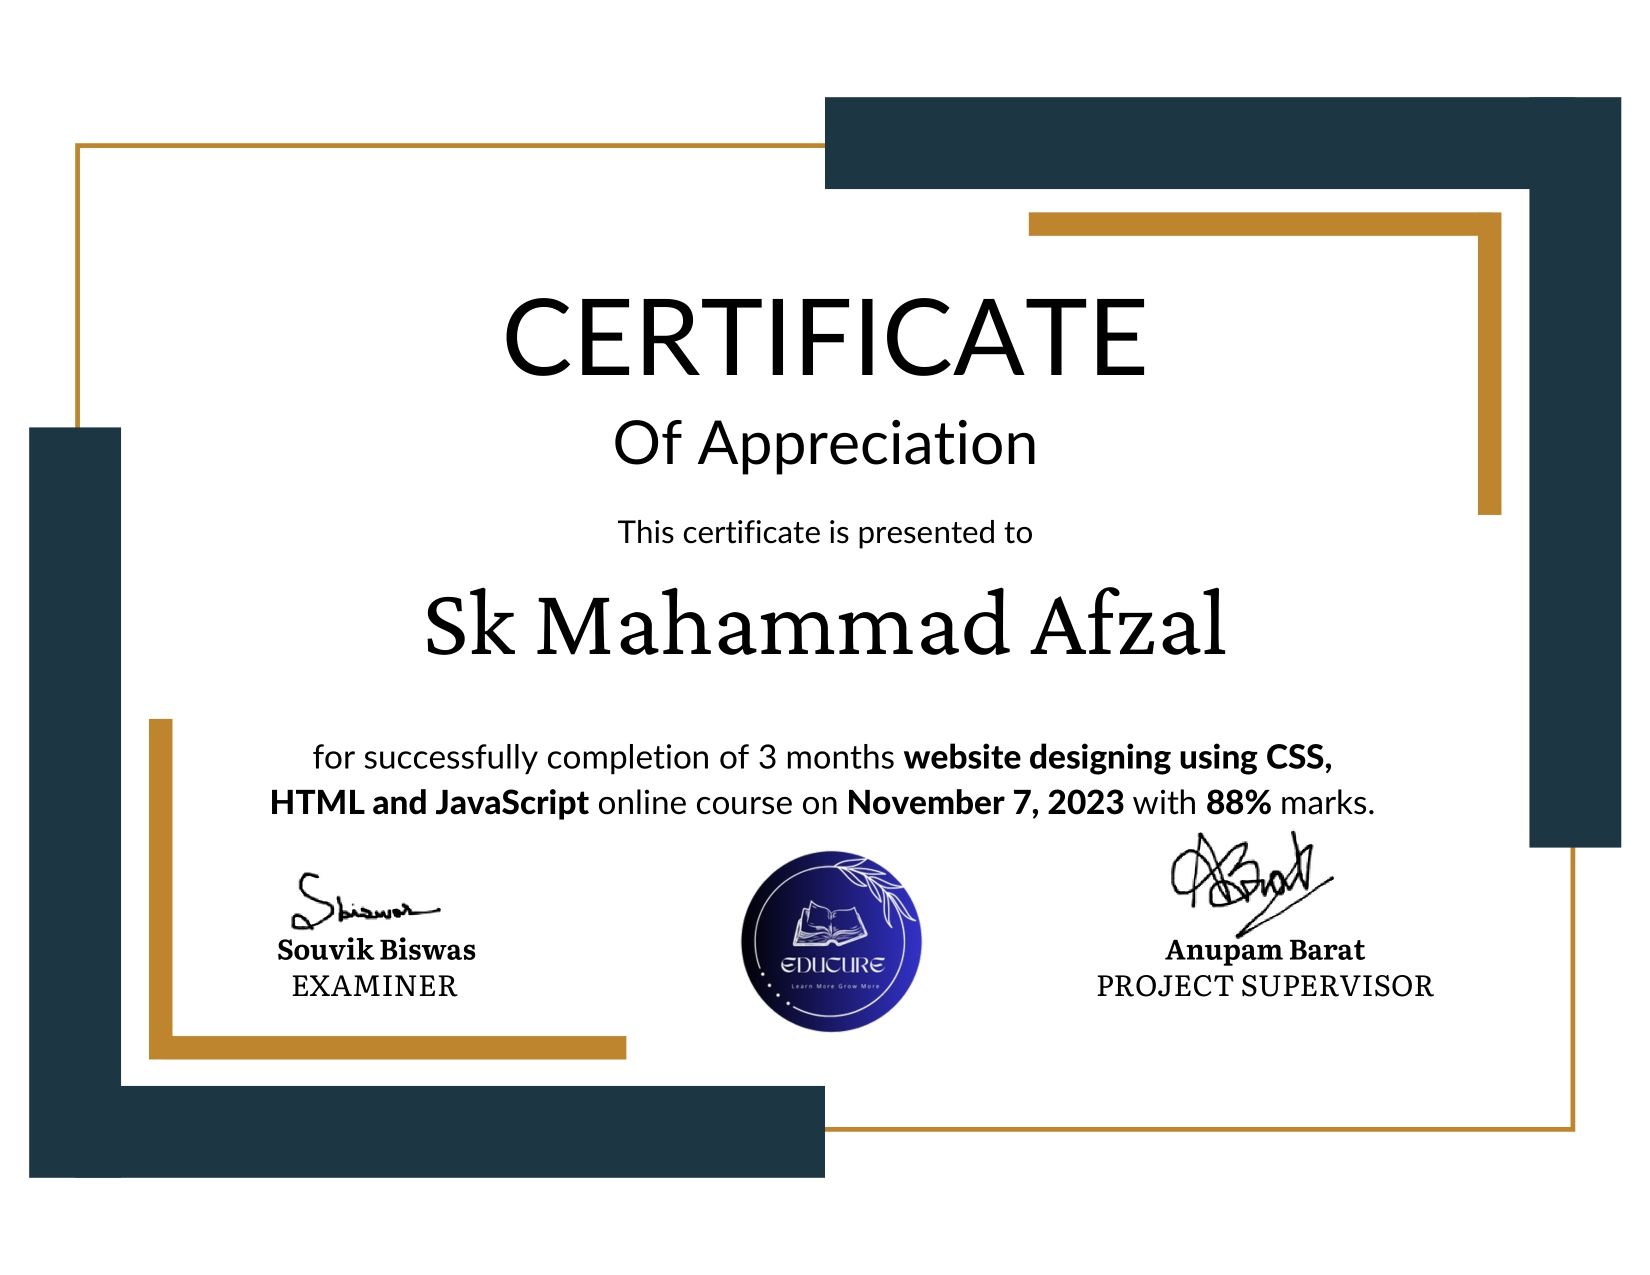 CERTIFICATE
Of Appreciation
This certificate is presented to
Sk Mahammad Afzal
for successfully completion of 3 months website designing using CSS,
HTML and JavaScript online course on November 7, 2023 with 88% marks.
Sbiswas
ABarat
Souvik Biswas
EXAMINER
EDUCURE
Learn More Grow More
Anupam Barat
PROJECT SUPERVISOR